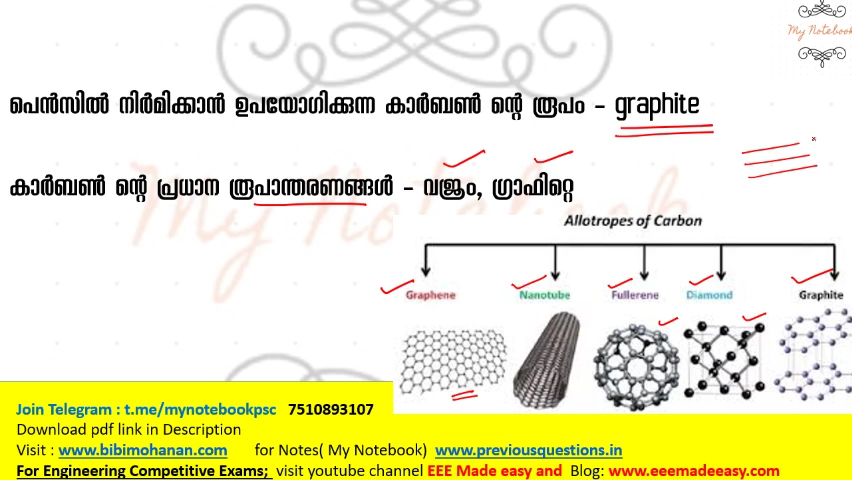 My Notebook
പെൻസിൽ നിർമിക്കാൻ ഉപയോഗിക്കുന്ന കാർബൺ ന്റെ രൂപം - graphite
കാർബൺ ന്റെ പ്രധാന രൂപാന്തരണങ്ങൾ - വജ്രം, ഗ്രാഫിറ്റെ
Allotropes of Carbon
Graphene Nanotube Fullerene Diamond Graphite
Join Telegram : t.me/mynotebookpsc 7510893107
Download pdf link in Description
Visit : www.bibimohanan.com for Notes( My Notebook) www.previousquestions.in
For Engineering Competitive Exams; visit youtube channel EEE Made easy and Blog: www.eeemadeeasy.com